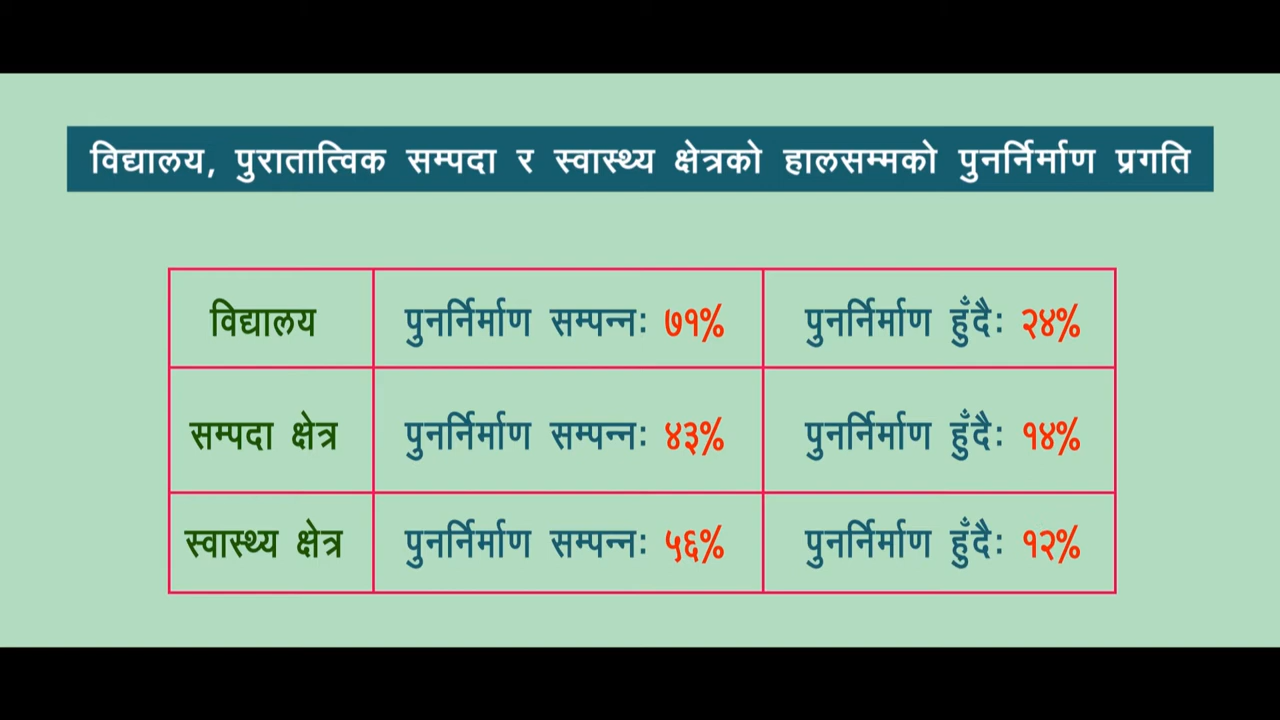 विद्यालय, पुरातात्विक सम्पदा र स्वास्थ्य क्षेत्रको हालसम्मको पुनर्निर्माण प्रगति
विद्यालय पुनर्निर्माण सम्पन्न: ७१% पुनर्निर्माण हुँदै: २४%
सम्पदा क्षेत्र पुनर्निर्माण सम्पन्न: ४३% पुनर्निर्माण हुँदै: १४%
स्वास्थ्य क्षेत्र पुनर्निर्माण सम्पन्न: ५६% पुनर्निर्माण हुँदै: १२%